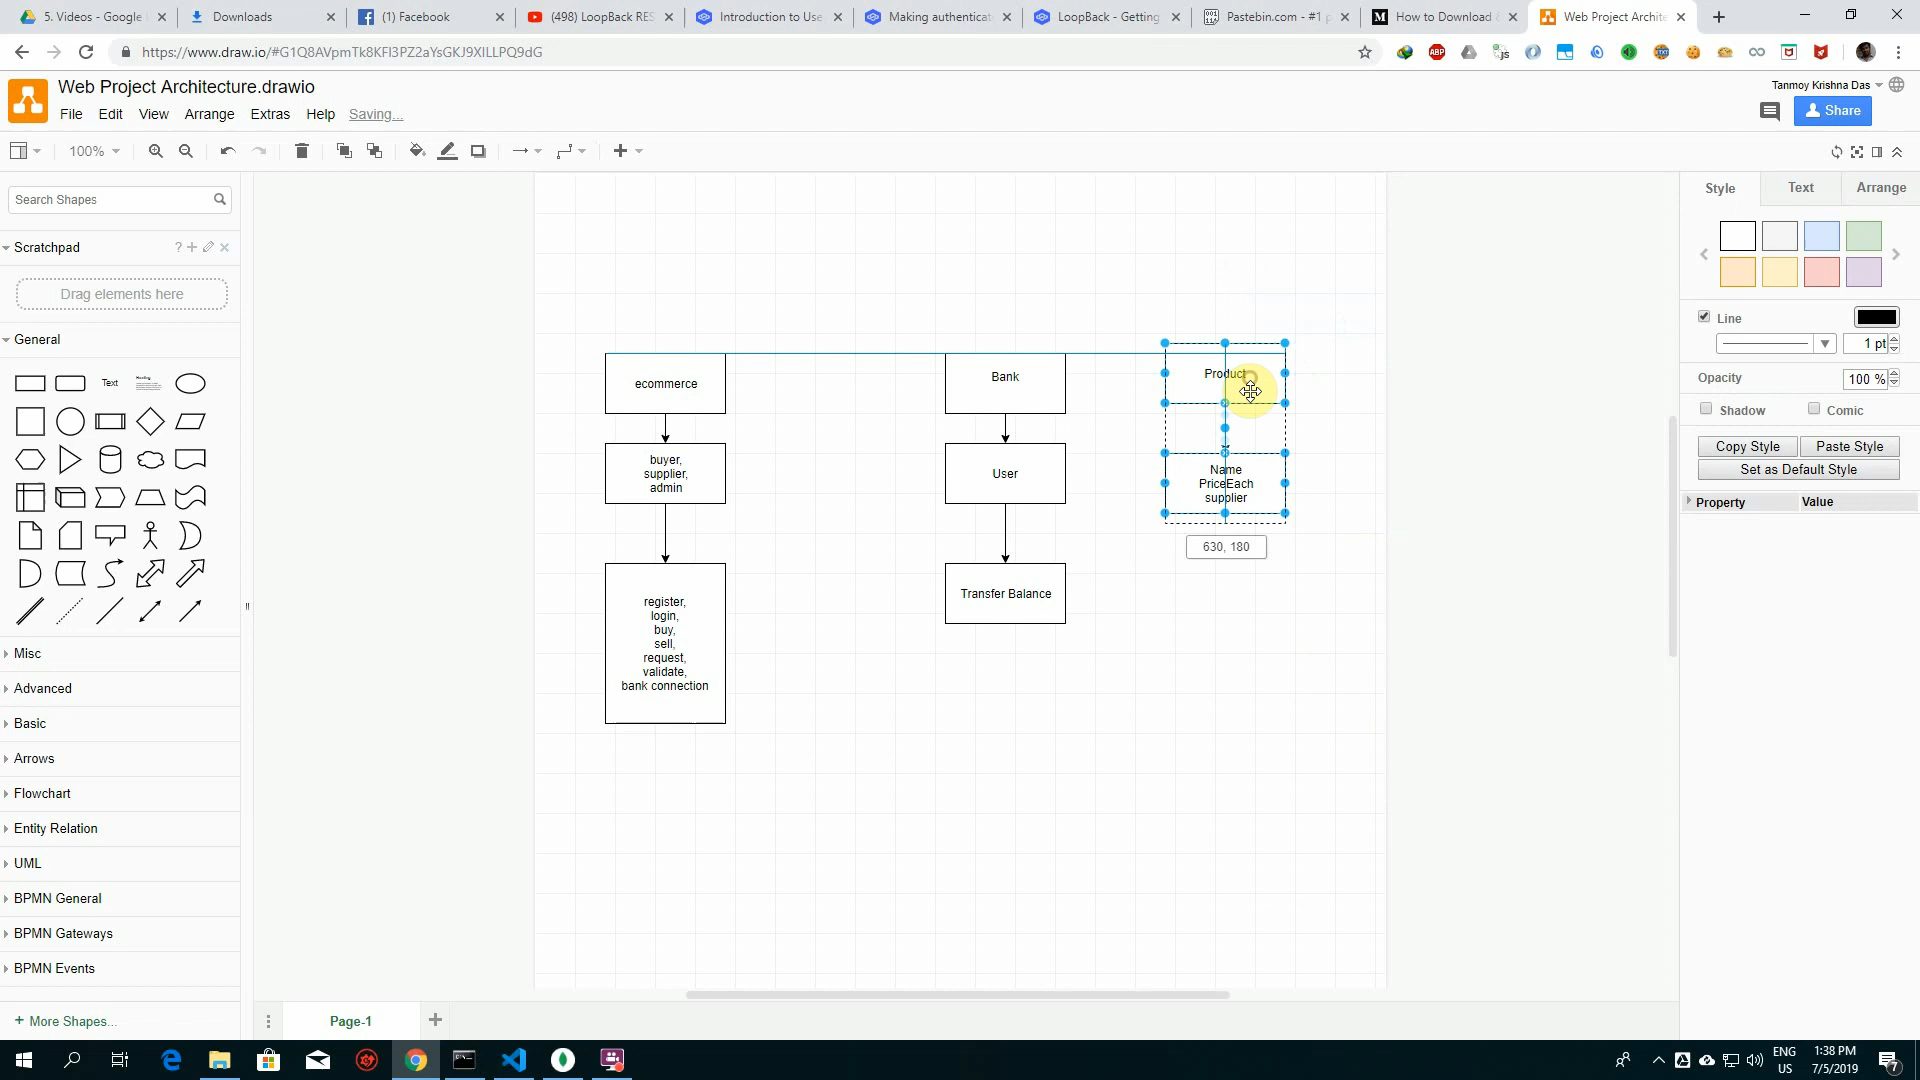 5. Videos - Google
Downloads
(1) Facebook
(498) LoopBack RES
Introduction to Use
Making authenticat
LoopBack - Getting
Pastebin.com - #1 p
How to Download
Web Project Archite
https://www.draw.io/#G1Q8AVpmTk8KFI3PZ2aYsGKJ9XILLPQ9dG
Web Project Architecture.drawio
Tanmoy Krishna Das
File Edit View Arrange Extras Help Saving...
Share
100%
Search Shapes
Style Text Arrange
Scratchpad
?
Drag elements here
General
Text
Heading
Line
1 pt
Opacity
100 %
Shadow
Comic
Copy Style
Paste Style
Set as Default Style
Property Value
ecommerce
buyer,
supplier,
admin
register,
login,
buy,
sell,
request,
validate,
bank connection
Bank
User
Transfer Balance
Product
Name
PriceEach
supplier
630, 180
Misc
Advanced
Basic
Arrows
Flowchart
Entity Relation
UML
BPMN General
BPMN Gateways
BPMN Events
+ More Shapes...
Page-1
ENG
US
1:38 PM
7/5/2019
7